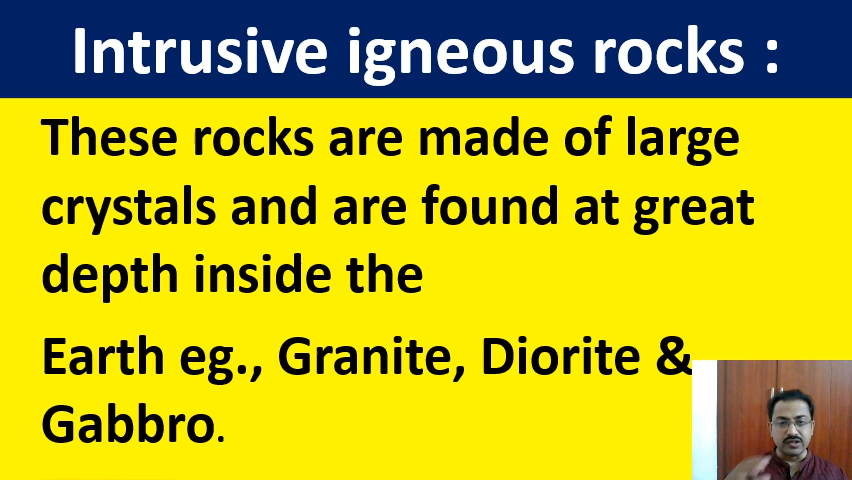 Intrusive igneous rocks :
These rocks are made of large
crystals and are found at great
depth inside the
Earth eg., Granite, Diorite &
Gabbro.